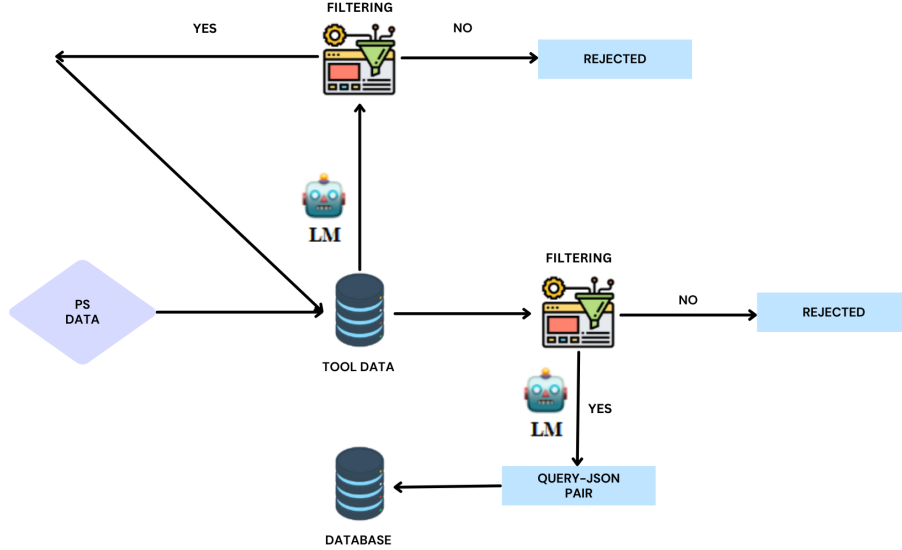 FILTERING
YES
NO
REJECTED
LM
PS
DATA
TOOL DATA
FILTERING
NO
REJECTED
LM
YES
QUERY-JSON
PAIR
DATABASE